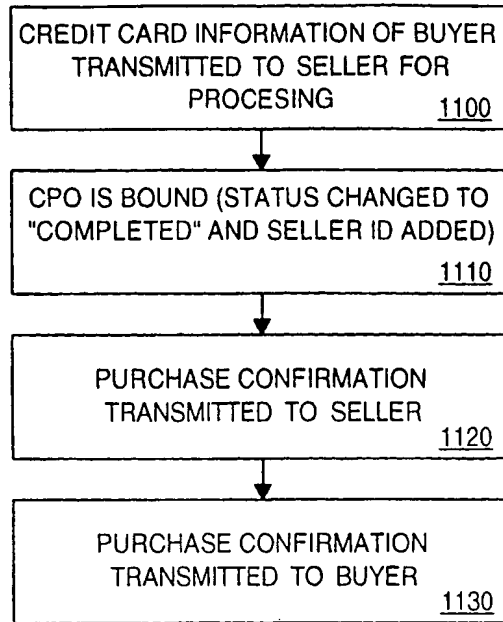 CREDIT CARD INFORMATION OF BUYER
TRANSMITTED TO SELLER FOR
PROCESING
1100
CPO IS BOUND (STATUS CHANGED TO
"COMPLETED" AND SELLER ID ADDED)
1110
PURCHASE CONFIRMATION
TRANSMITTED TO SELLER
1120
PURCHASE CONFIRMATION
TRANSMITTED TO BUYER
1130